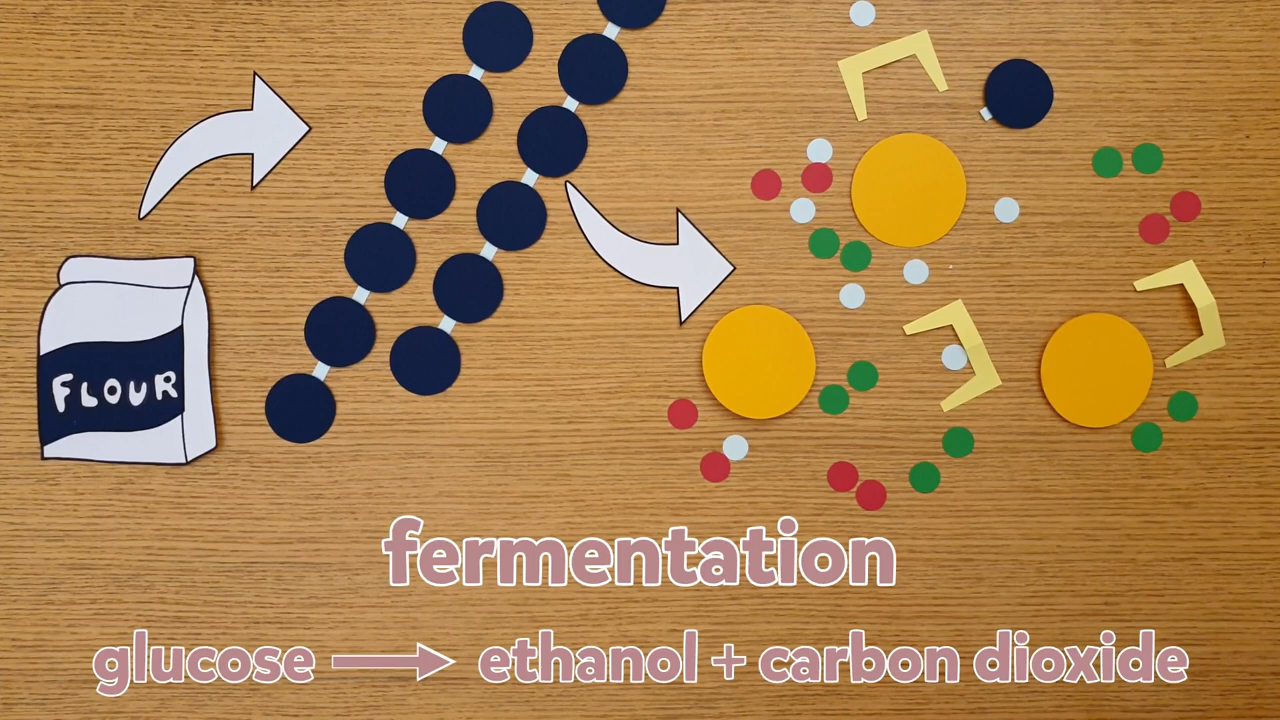 FLOUR
fermentation
glucose → ethanol + carbon dioxide